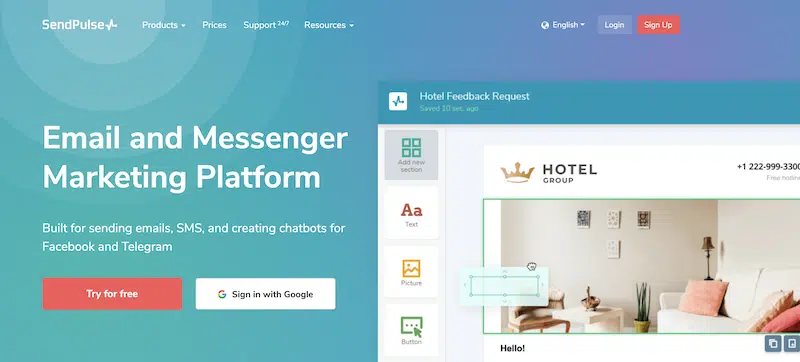 SendPulse
Products Prices Support 24/7 Resources
English Login Sign Up
Email and Messenger
Marketing Platform
Built for sending emails, SMS, and creating chatbots for
Facebook and Telegram
Try for free
Sign in with Google
Hotel Feedback Request
Saved 10 sec. ago
Add new
section
Aa
Text
Picture
Button
HOTEL
GROUP
+1 222-999-3300
Free hotline
Hello!